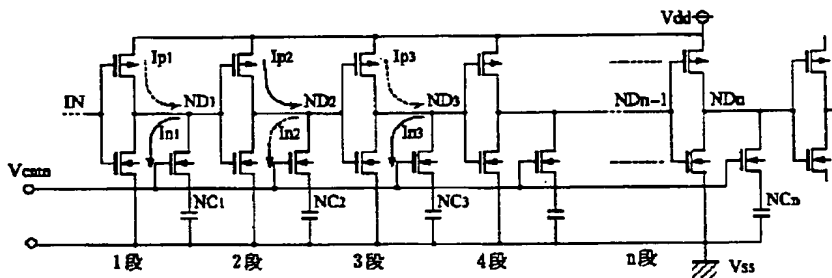 Vdd
Ip1 Ip2 Ip3
IN ND1 ND2 ND3 NDn-1 NDn
In1 In2 In3
Vcntn
NC1 NC2 NC3 NCn
1段 2段 3段 4段 n段 Vss